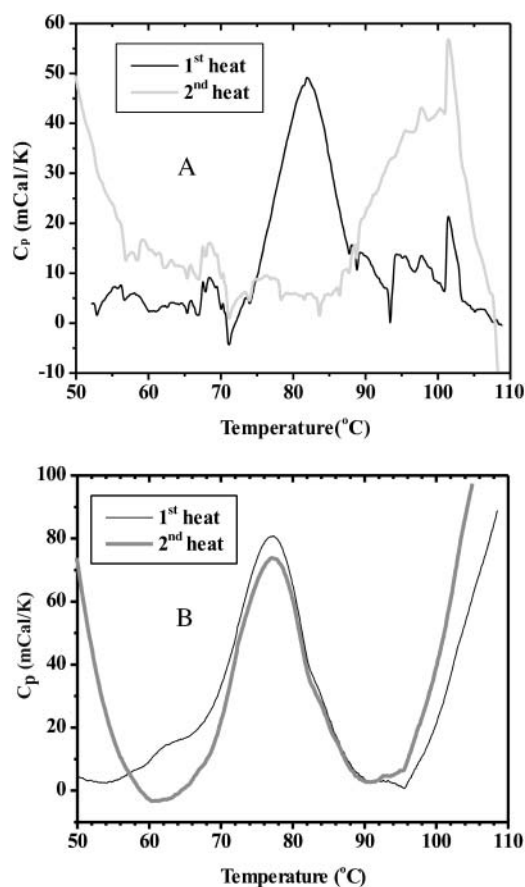 60
50
40
30
20
10
0
-10
C_p (mCal/K)
1st heat
2nd heat
A
50 60 70 80 90 100 110
Temperature(°C)
100
80
60
40
20
0
C_p (mCal/K)
1st heat
2nd heat
B
50 60 70 80 90 100 110
Temperature (°C)